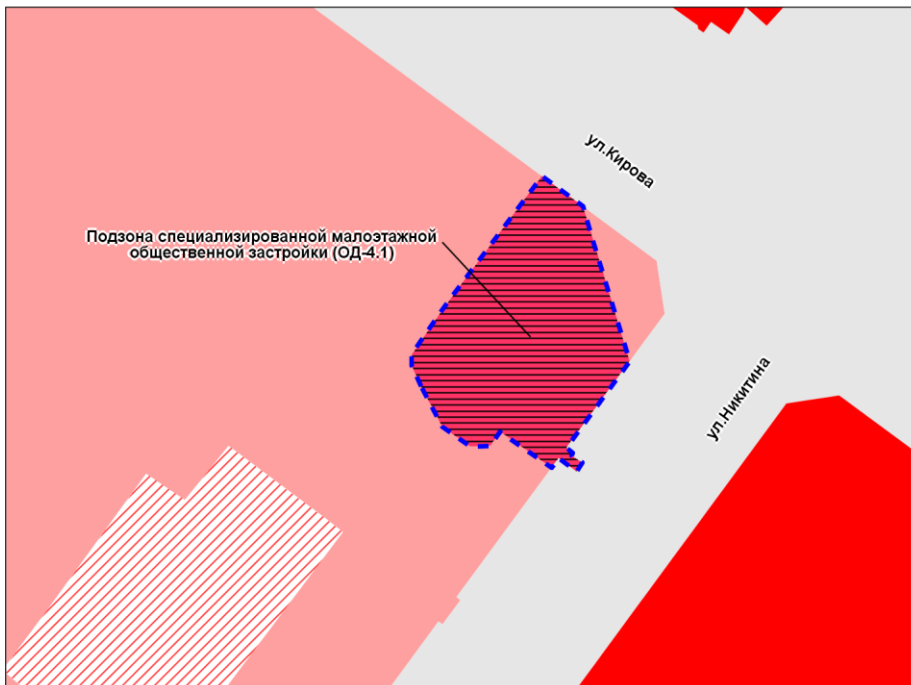 ул.Кирова
Подзона специализированной малоэтажной
общественной застройки (ОД-4.1)
ул.Никитина